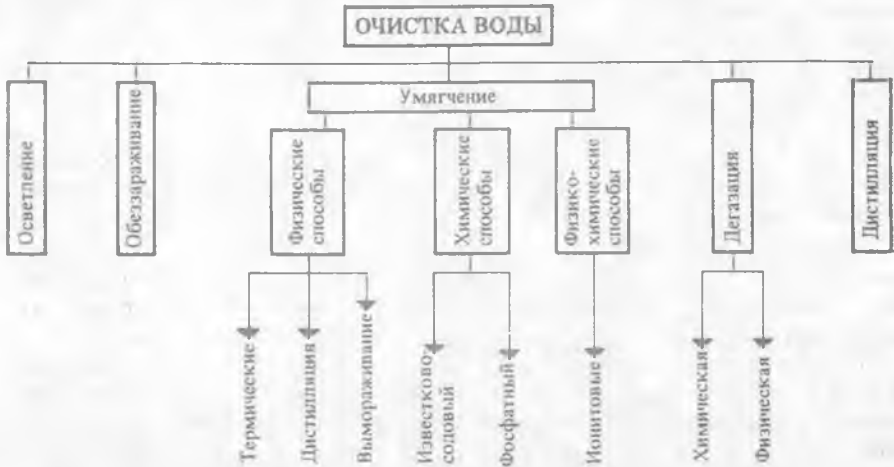 ОЧИСТКА ВОДЫ
Осветление
Обеззараживание
Умягчение
Физические
способы
Химические
способы
Физико-
химические
способы
Дегазация
Дистилляция
Термические
Дистилляция
Вымораживание
Известково-
содовый
Фосфатный
Ионитовые
Химическая
Физическая